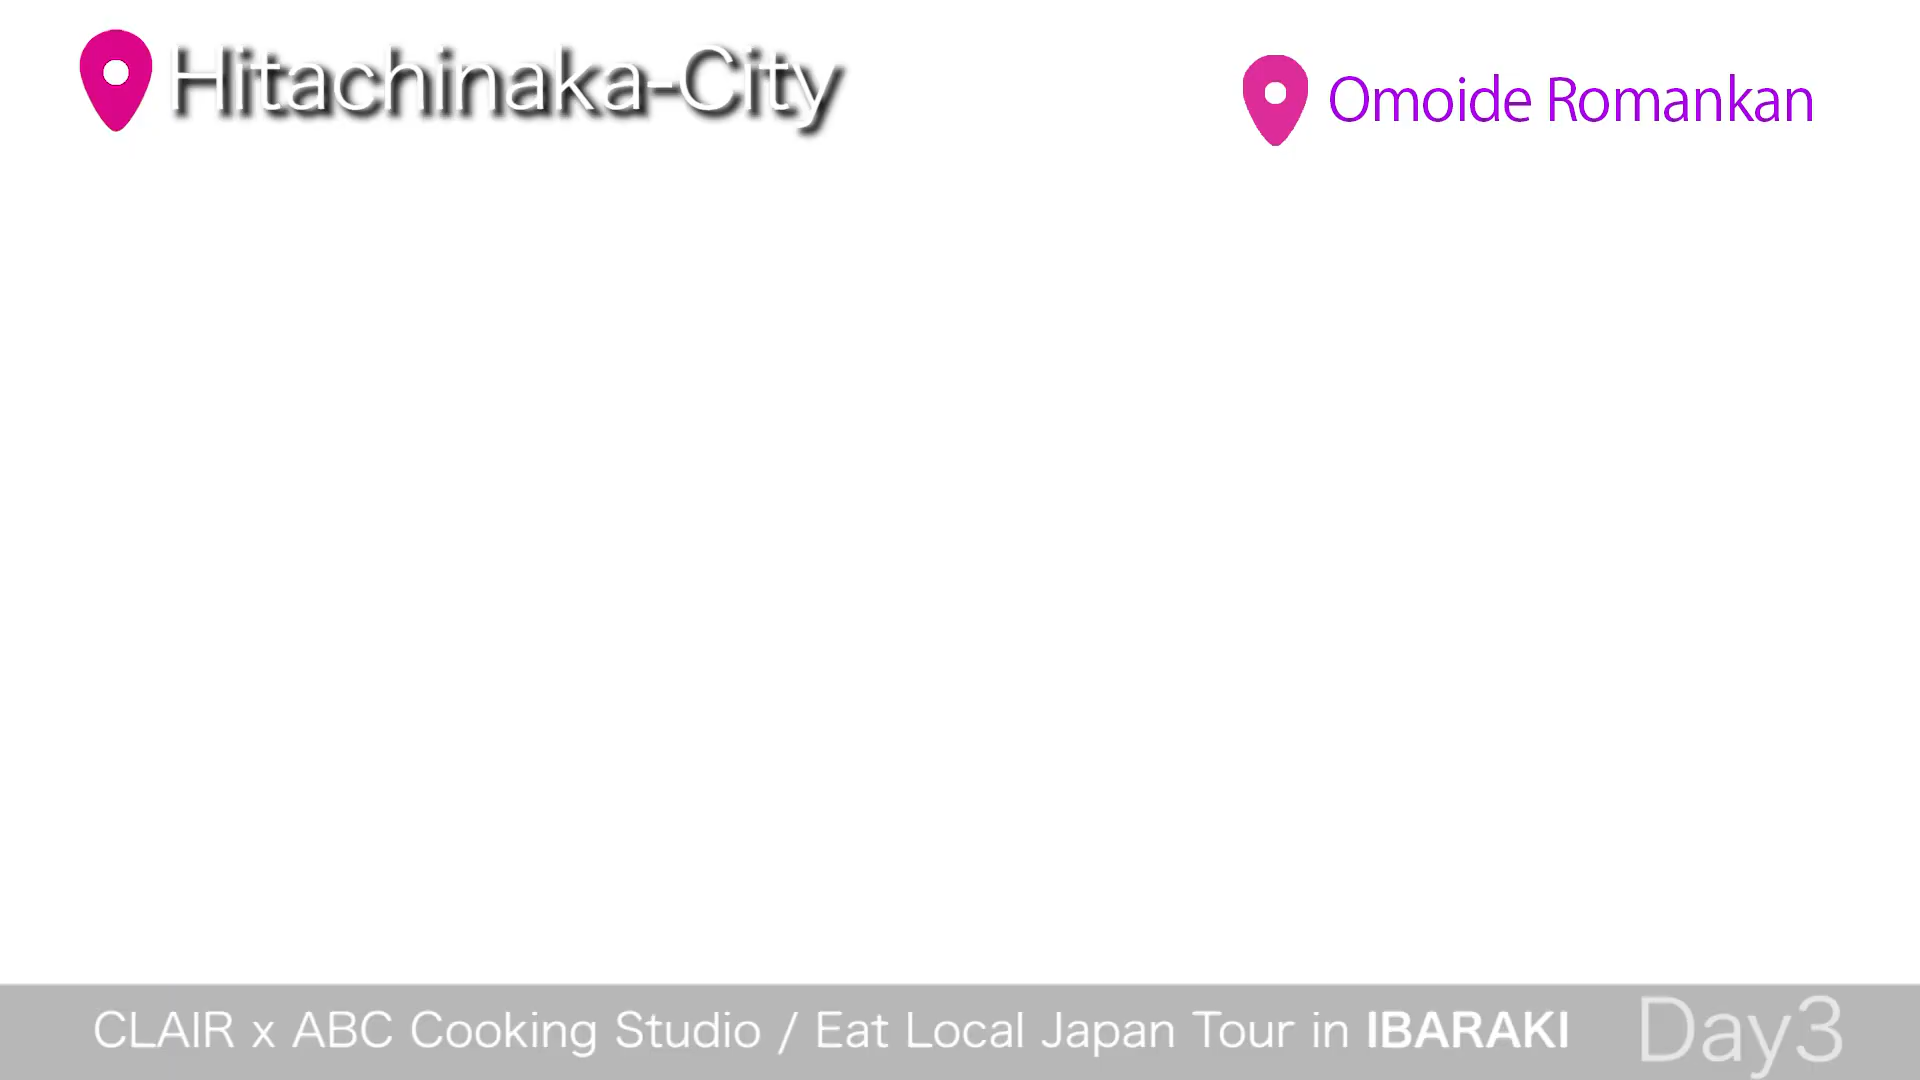 Hitachinaka-City
Omoide Romankan
CLAIR x ABC Cooking Studio / Eat Local Japan Tour in IBARAKI
Day3